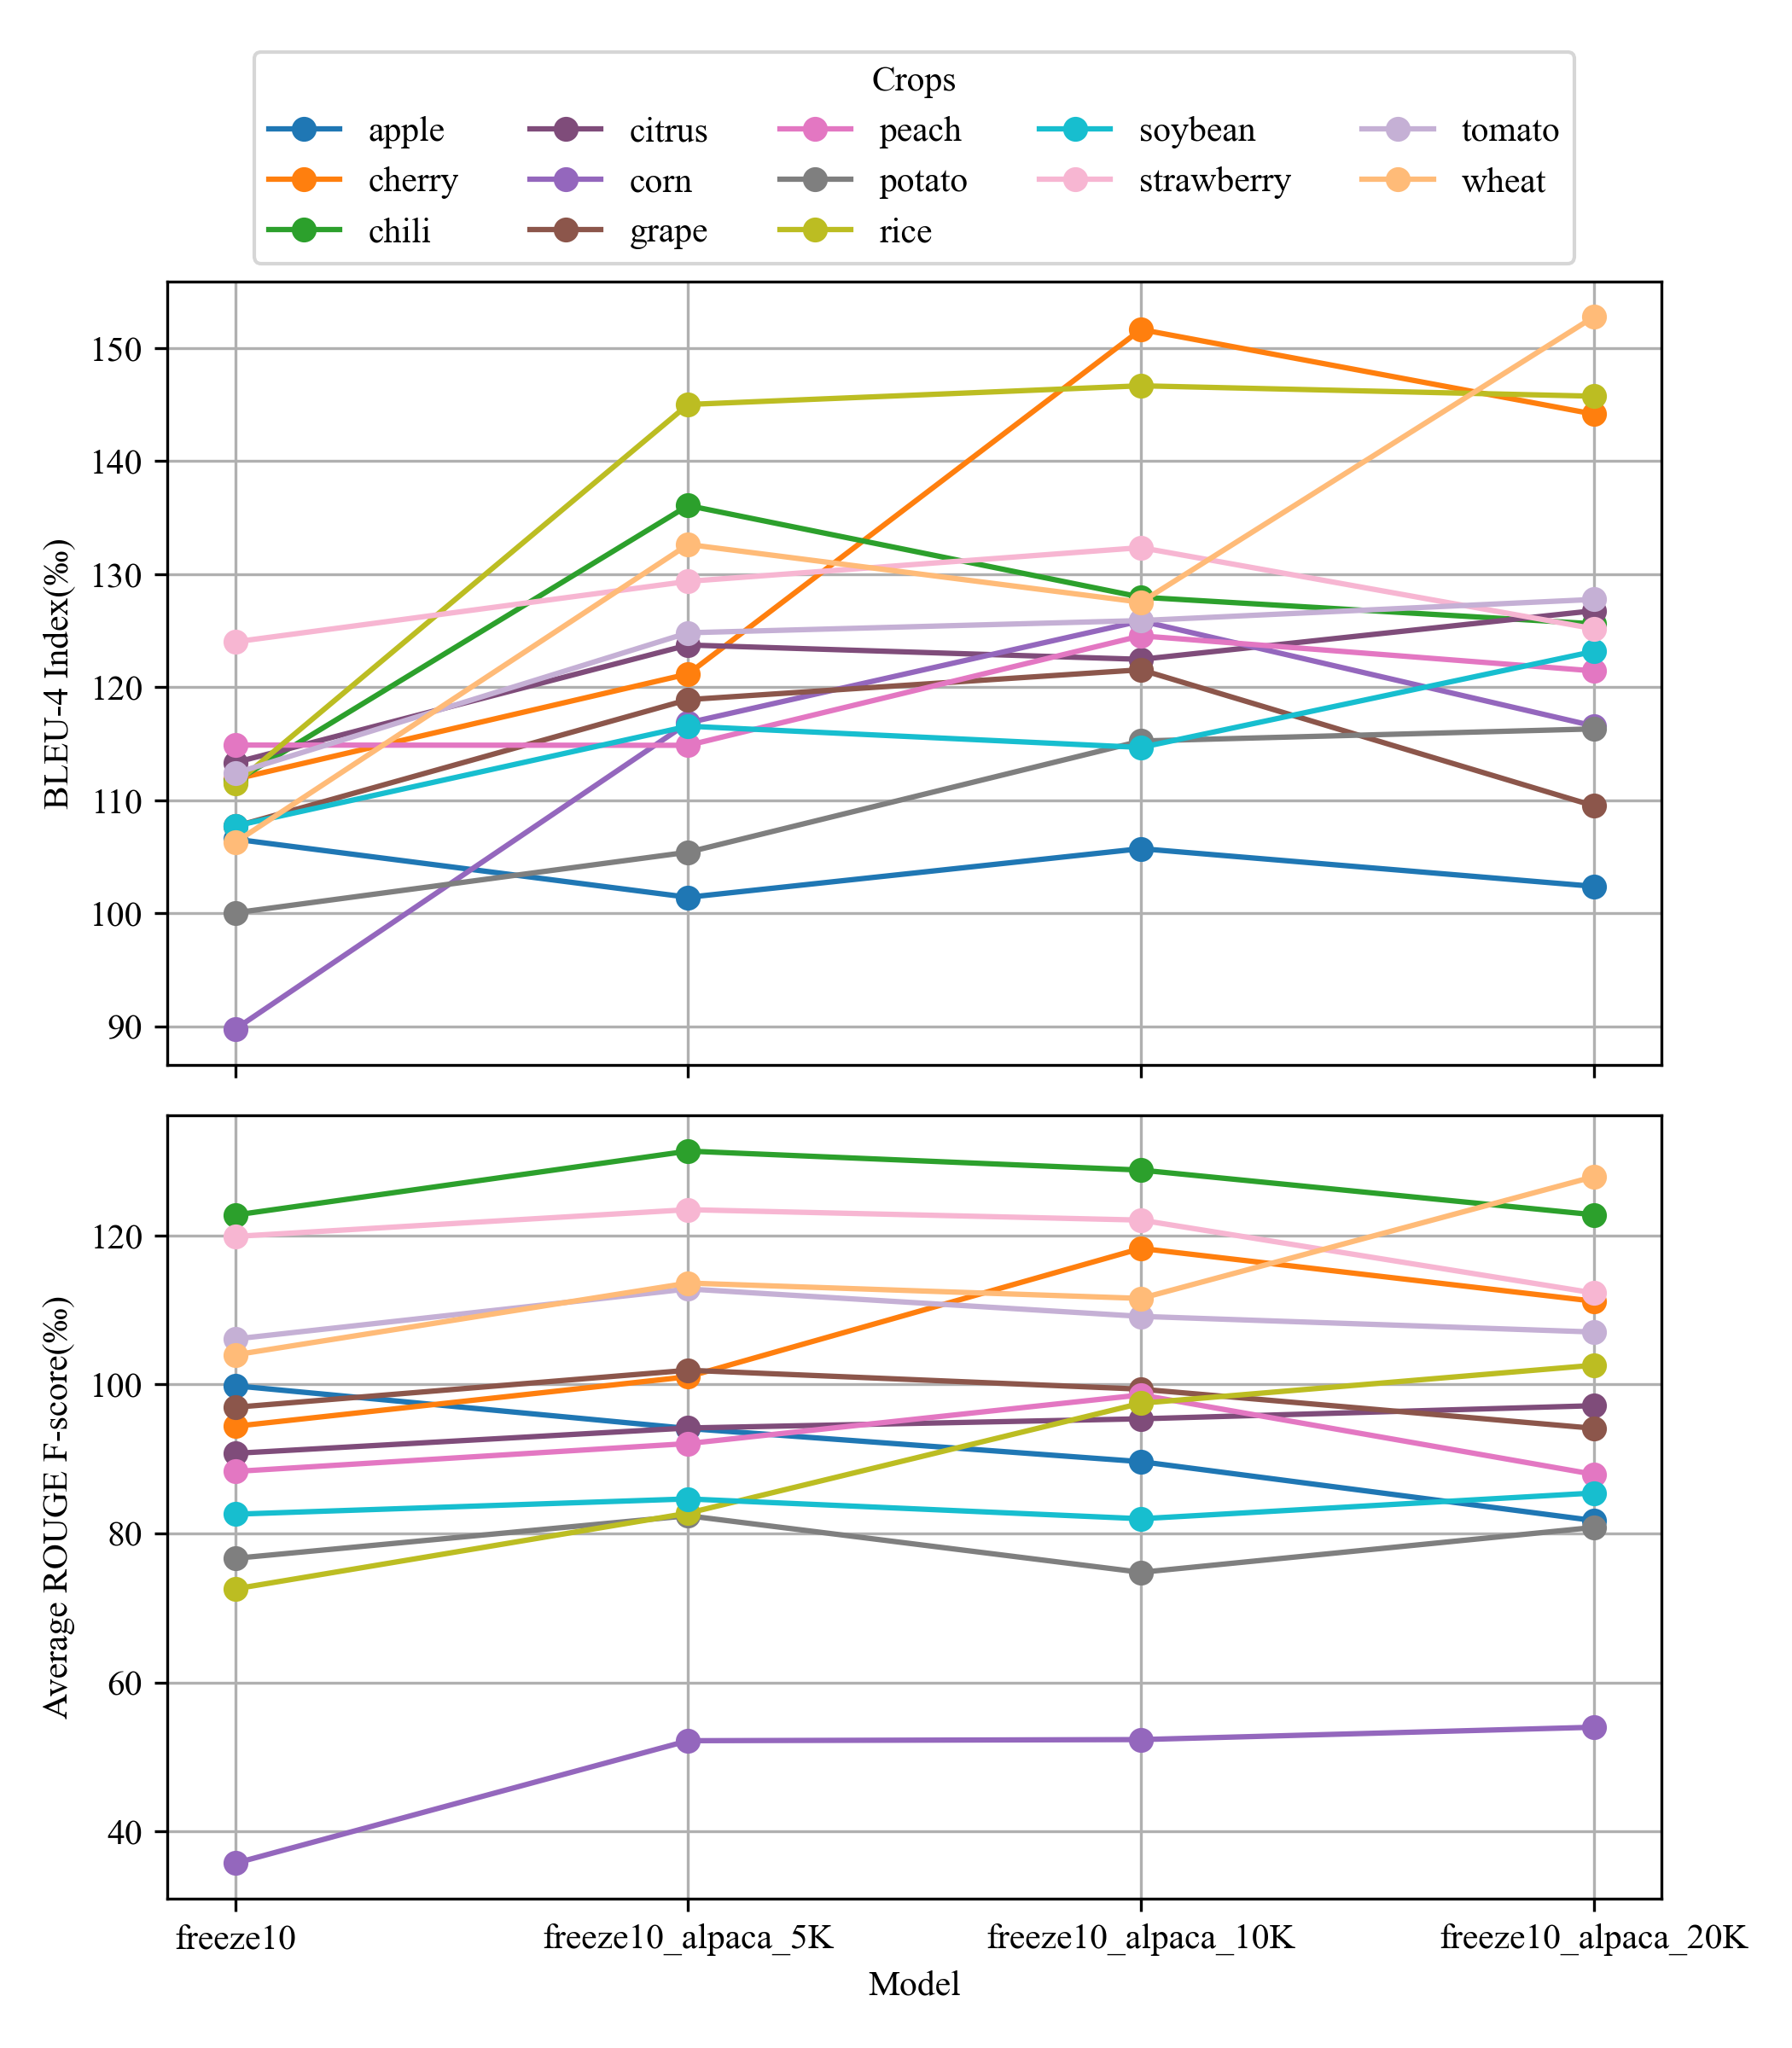 Crops
apple citrus peach soybean tomato
cherry corn potato strawberry wheat
chili grape rice
BLEU-4 Index(‰)
150
140
130
120
110
100
90
Average ROUGE F-score(‰)
120
100
80
60
40
freeze10 freeze10_alpaca_5K freeze10_alpaca_10K freeze10_alpaca_20K
Model